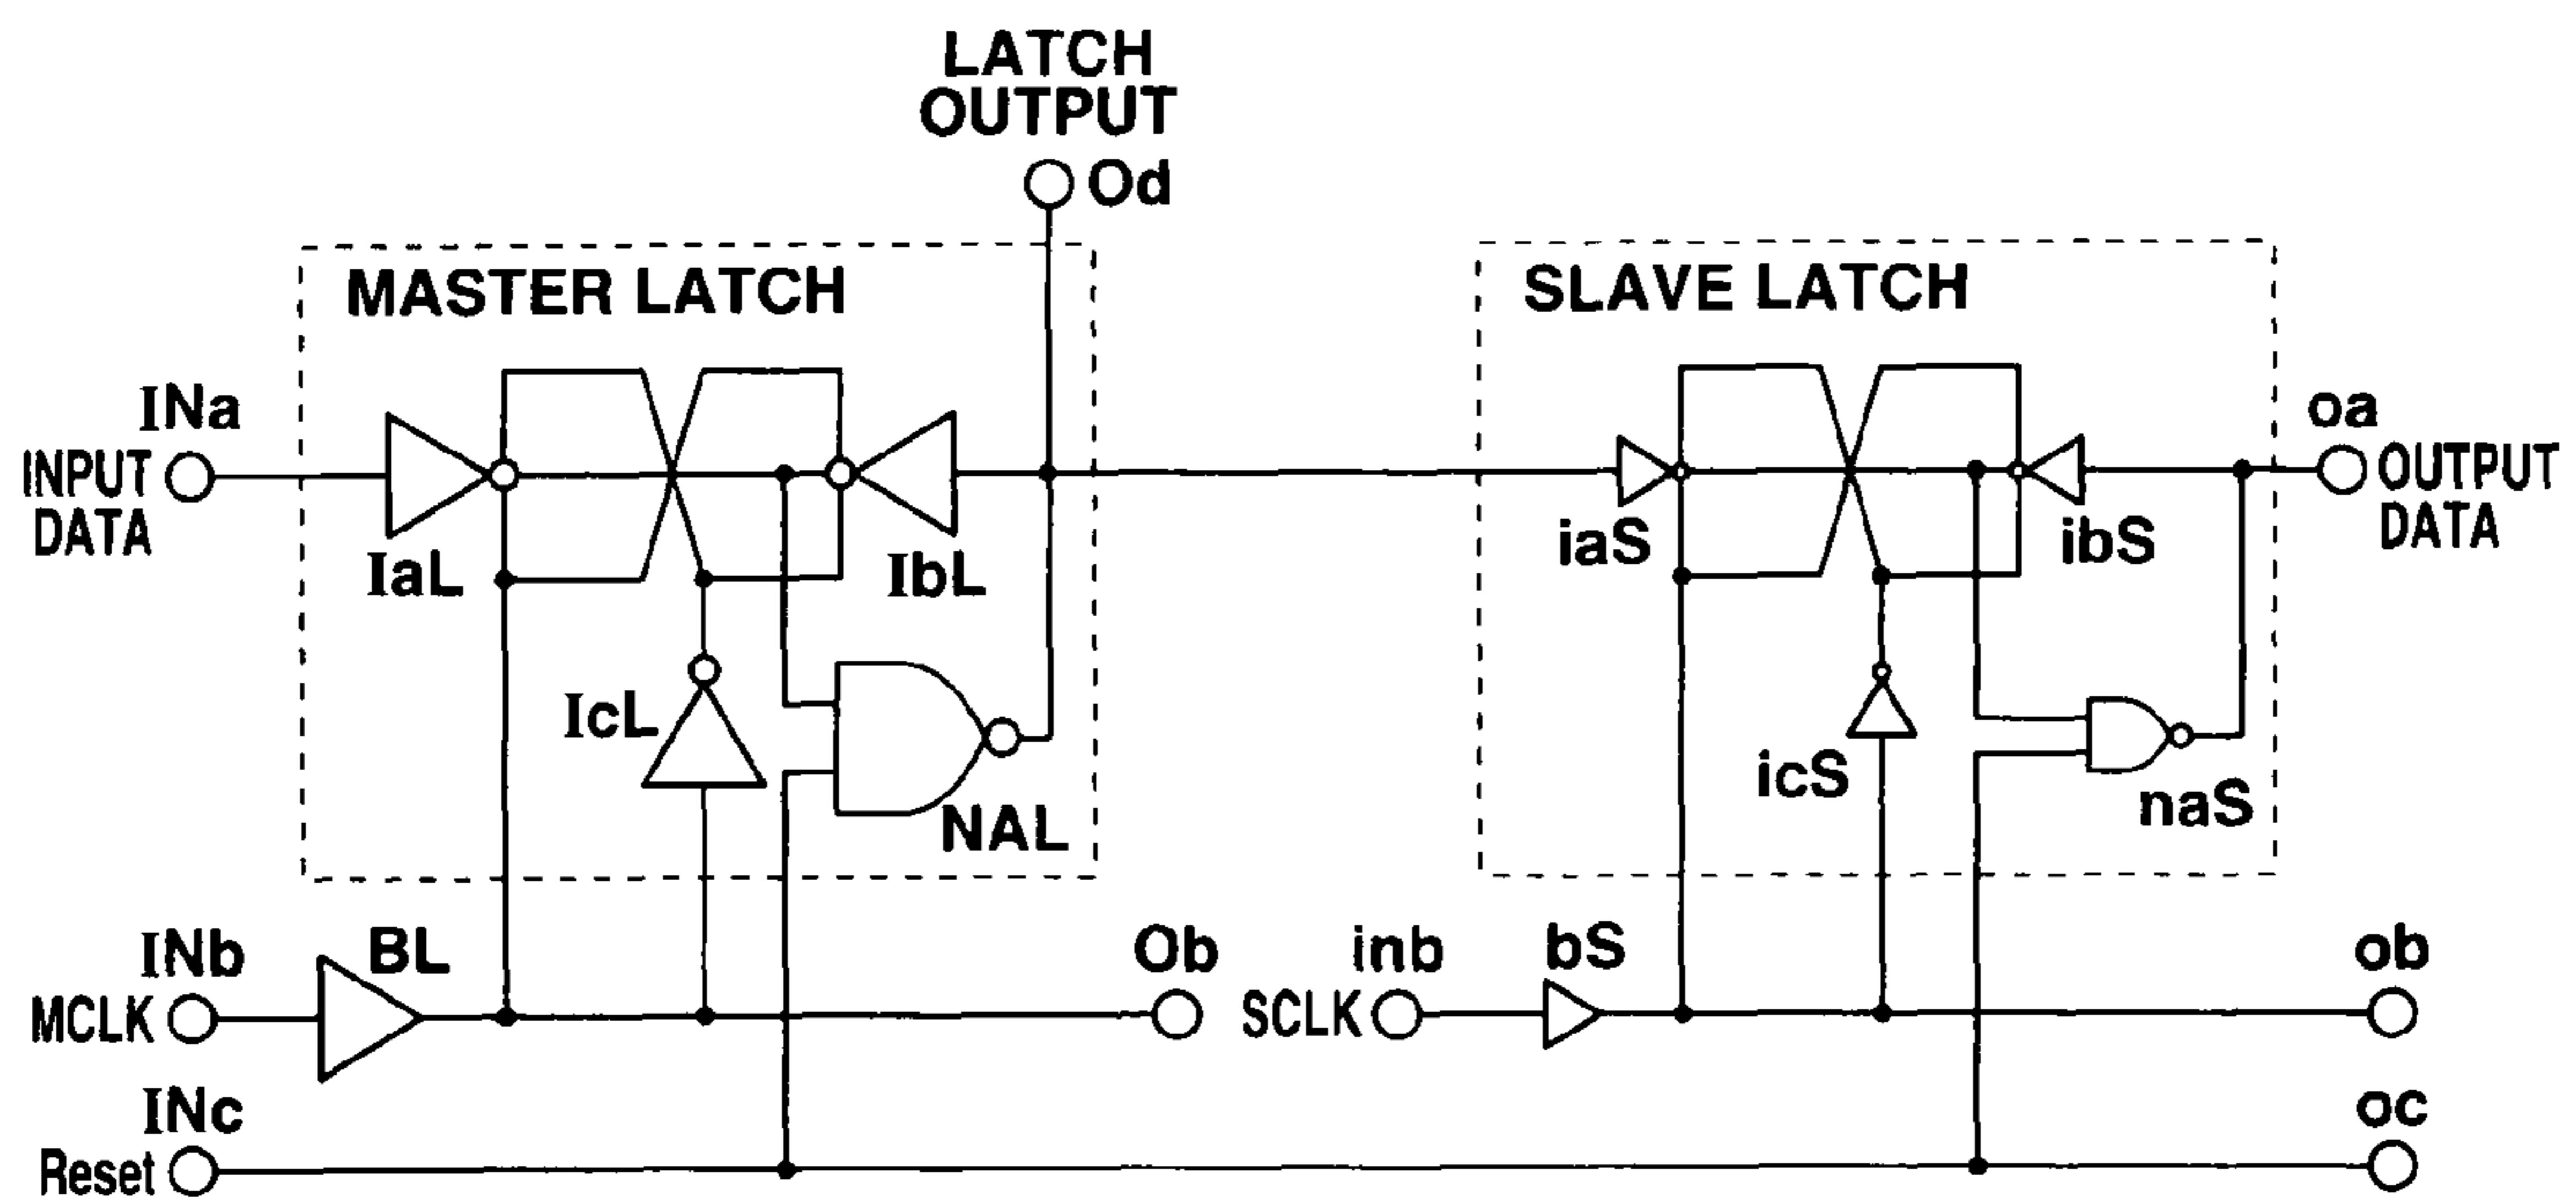 LATCH
OUTPUT
Od
MASTER LATCH
SLAVE LATCH
INa
INPUT
DATA
IaL
IbL
iaS
ibS
oa
OUTPUT
DATA
IcL
NAL
icS
naS
INb
MCLK
BL
Ob
inb
SCLK
bS
ob
INc
Reset
oc